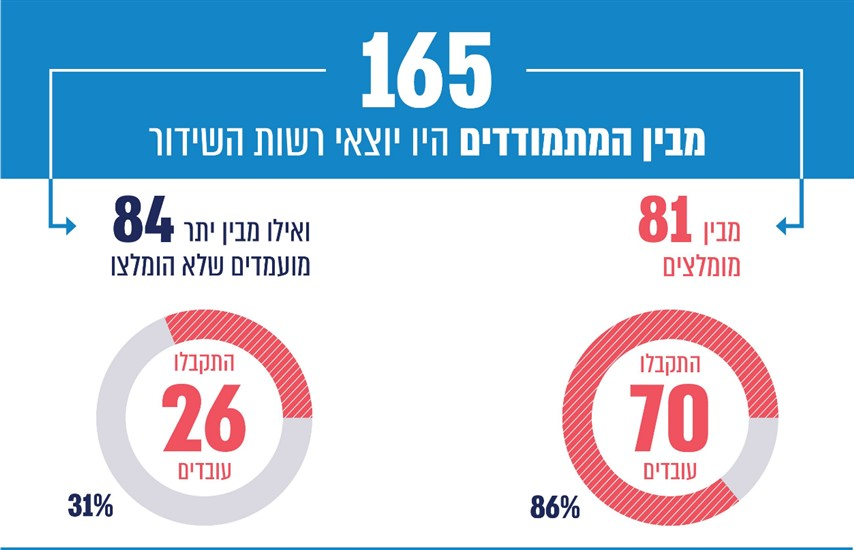 165
מבין המתמודדים היו יוצאי רשות השידור
מבין 81
מומלצים
התקבלו
70
עובדים
86%
ואילו מבין יתר 84
מועמדים שלא הומלצו
התקבלו
26
עובדים
31%